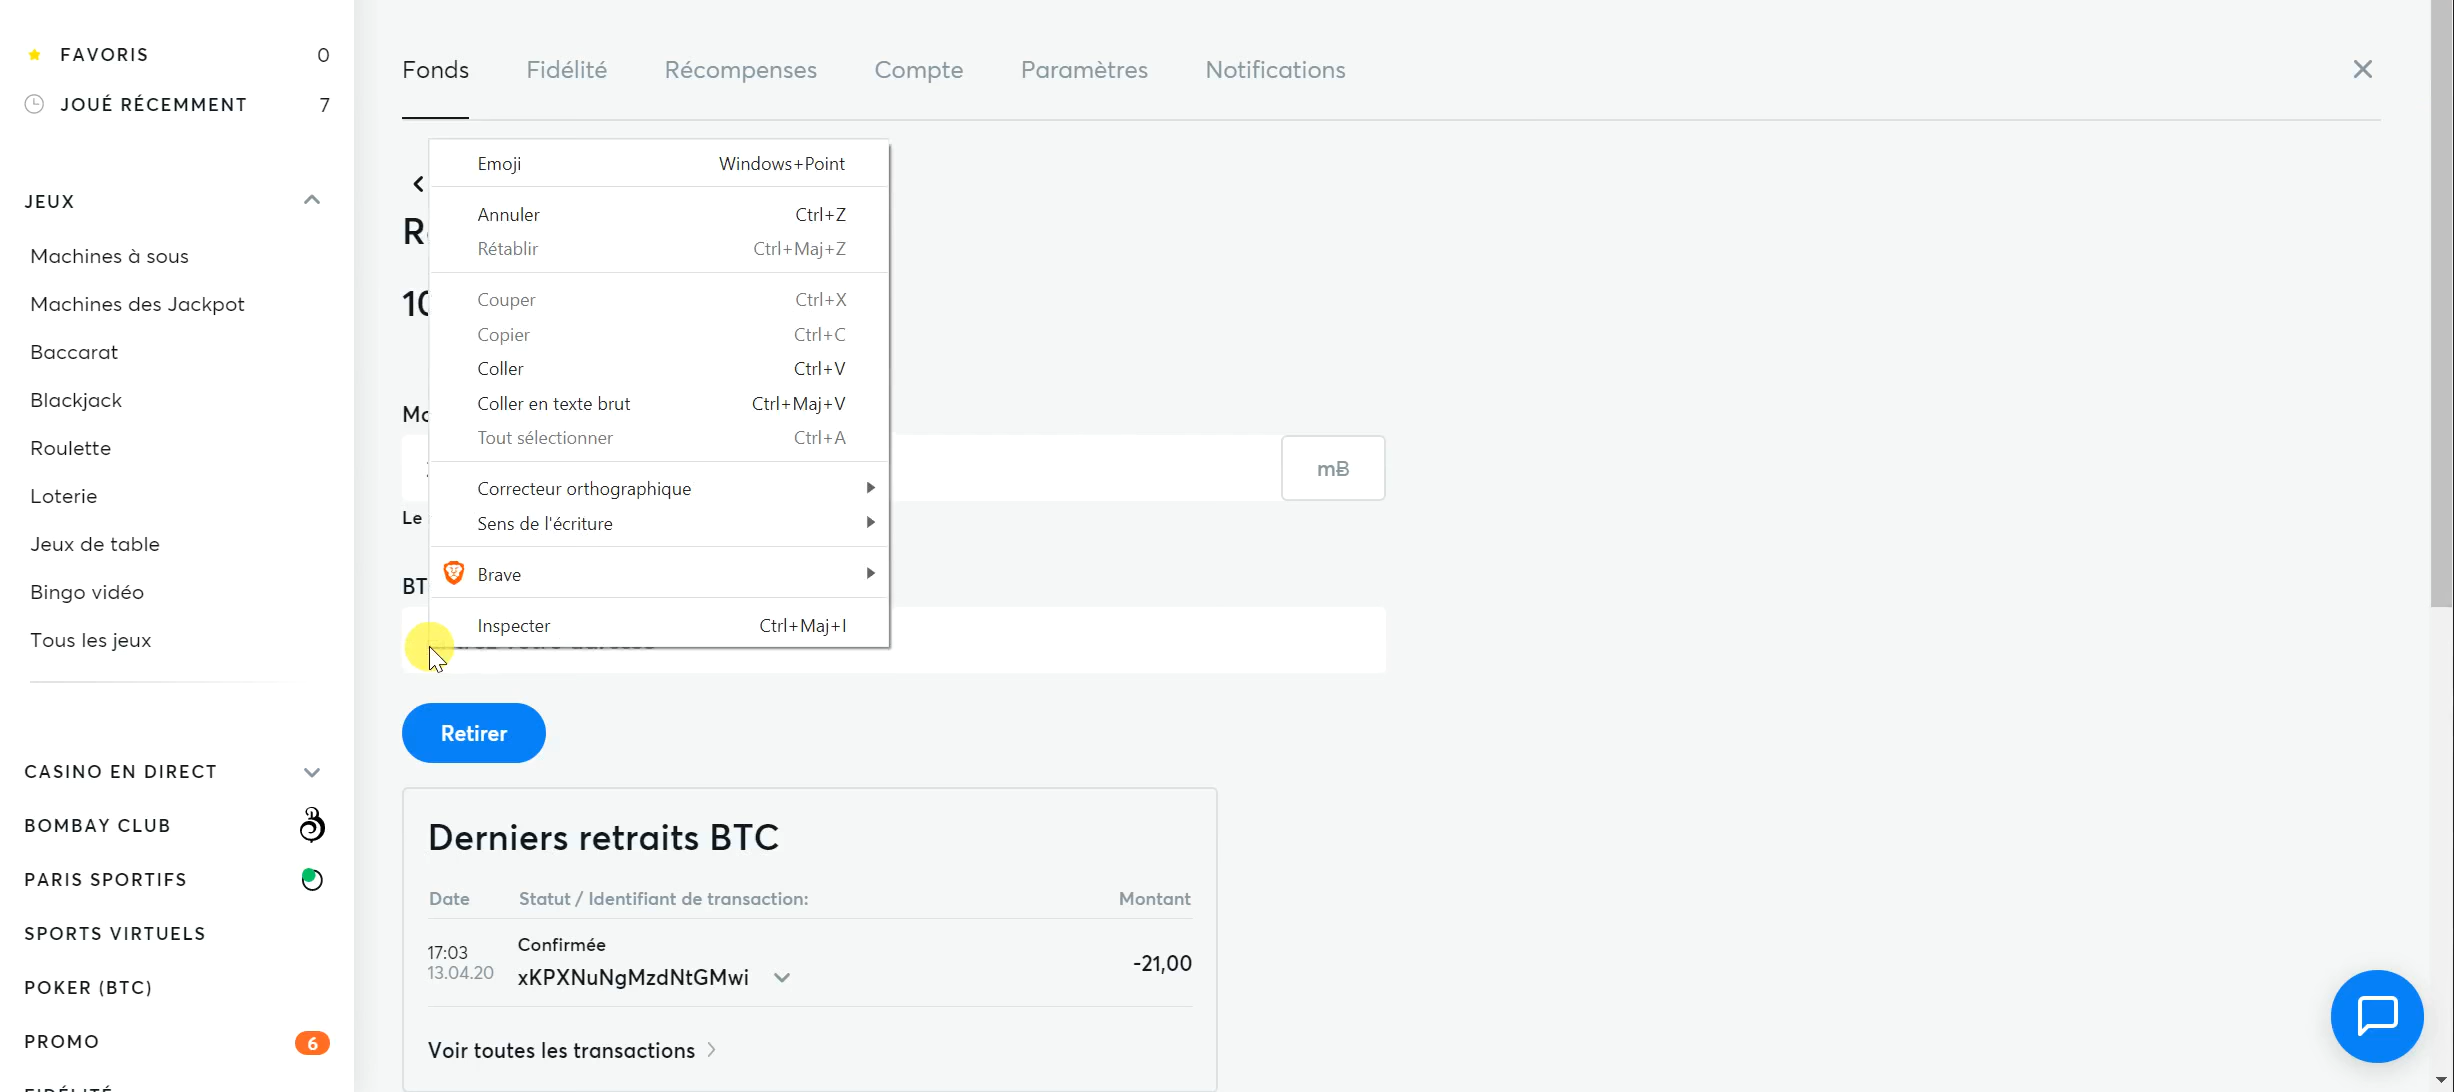 FAVORIS 0
JOUÉ RÉCEMMENT 7
JEUX
Machines à sous
Machines des Jackpot
Baccarat
Blackjack
Roulette
Loterie
Jeux de table
Bingo vidéo
Tous les jeux
CASINO EN DIRECT
BOMBAY CLUB
PARIS SPORTIFS
SPORTS VIRTUELS
POKER (BTC)
PROMO 6
Fonds Fidélité Récompenses Compte Paramètres Notifications
Emoji Windows+Point
Annuler Ctrl+Z
Rétablir Ctrl+Maj+Z
Couper Ctrl+X
Copier Ctrl+C
Coller Ctrl+V
Coller en texte brut Ctrl+Maj+V
Tout sélectionner Ctrl+A
Correcteur orthographique
Sens de l'écriture
Brave
Inspecter Ctrl+Maj+I
10
mɃ
Le
BT
Retirer
Derniers retraits BTC
Date Statut / Identifiant de transaction: Montant
17:03
13.04.20
Confirmée
xKPXNuNgMzdNtGMwi
-21,00
Voir toutes les transactions